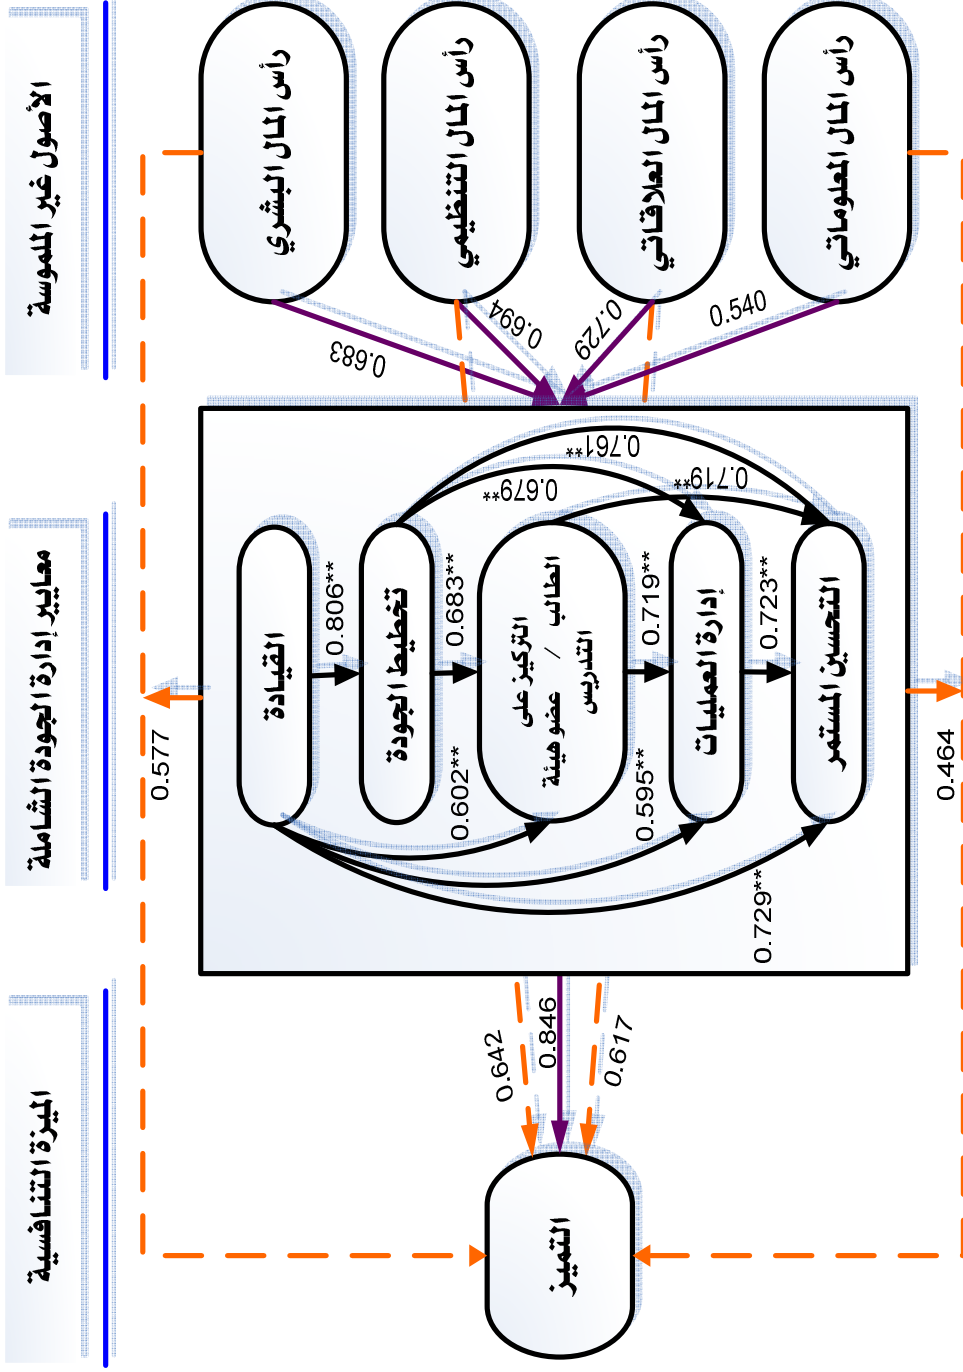 الأصول غير الملموسة
معايير إدارة الجودة الشاملة
الميزة التنافسية
رأس المال البشري
رأس المال التنظيمي
رأس المال العلاقاتي
رأس المال المعلوماتي
0.683
0.694
0.729
0.540
0.761**
0.679**
0.719**
القيادة
0.806**
تخطيط الجودة
0.683**
التركيز على
الطالب / عضو هيئة
التدريس
0.719**
إدارة العمليات
0.723**
التحسين المستمر
0.602**
0.595**
0.729**
0.577
0.464
0.642
0.846
0.617
التميز